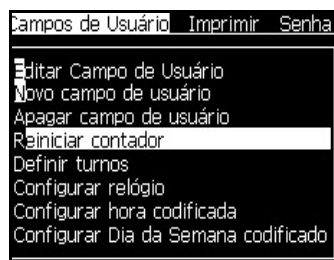 Campos de Usuário Imprimir Senha
Editar Campo de Usuário
Novo campo de usuário
Apagar campo de usuário
Reiniciar contador
Definir turnos
Configurar relógio
Configurar hora codificada
Configurar Dia da Semana codificado